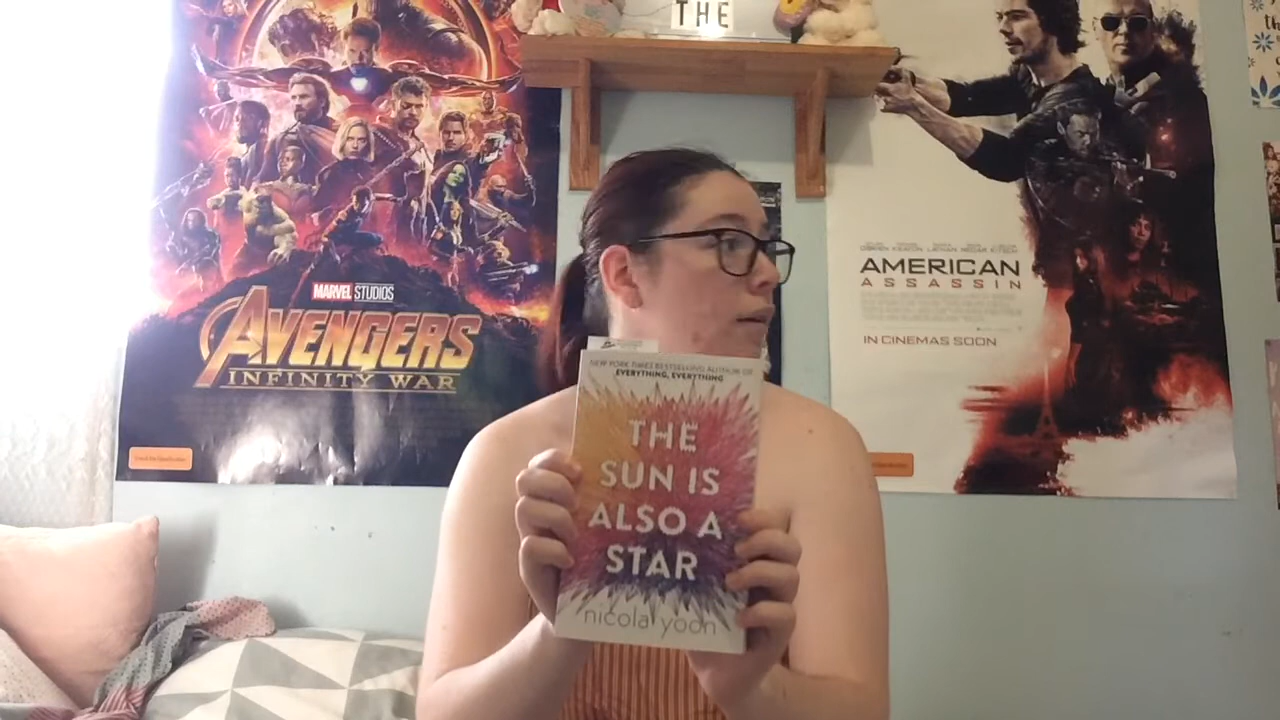 THE
MARVEL STUDIOS
AVENGERS
INFINITY WAR
AMERICAN
ASSASSIN
IN CINEMAS SOON
NEW YORK TIMES BESTSELLING AUTHOR OF
EVERYTHING, EVERYTHING
THE
SUN IS
ALSO A
STAR
nicola yoon